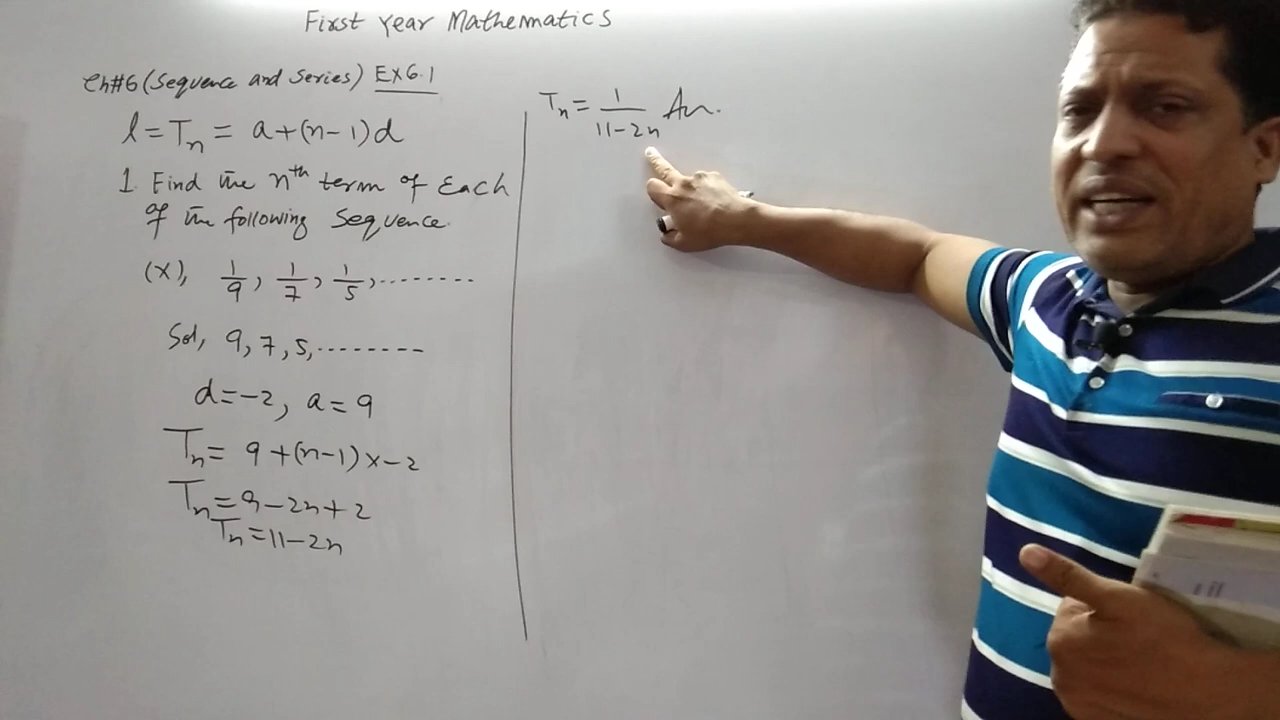 First Year Mathematics
Ch#6 (Sequence and Series) EX 6.1
l = Tn = a+(n-1)d
1. Find the nth term of Each
of the following Sequence.
(x), 1/9, 1/7, 1/5, ........
Sol, 9, 7, 5, ........
d=-2, a=9
Tn = 9+(n-1)x-2
Tn = 9-2n+2
Tn = 11-2n
Tn = 1/(11-2n) An.